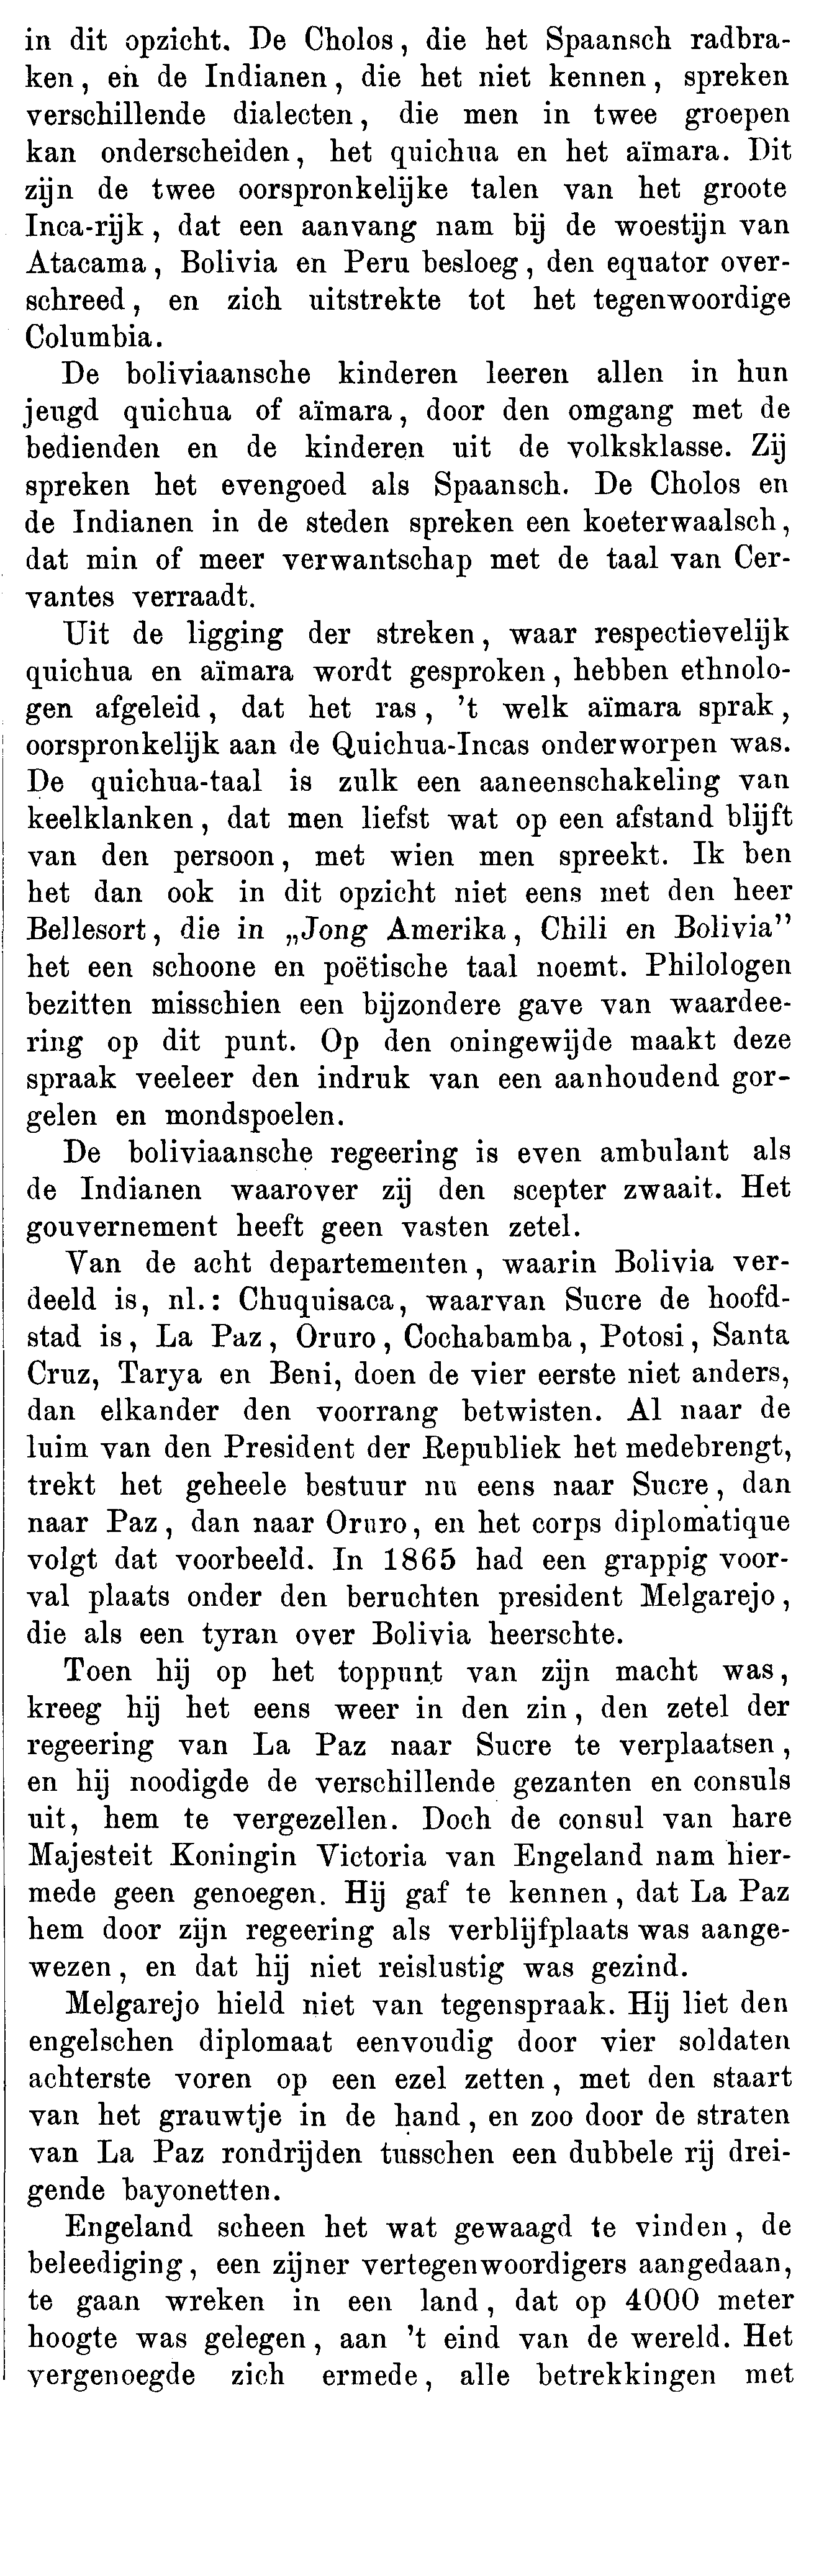 in dit opzicht. De Cholos, die het Spaansch radbra-
ken, en de Indianen, die het niet kennen, spreken
verschillende dialecten, die men in twee groepen
kan onderscheiden, het quichua en het aïmara. Dit
zijn de twee oorspronkelijke talen van het groote
Inca-rijk, dat een aanvang nam bij de woestijn van
Atacama, Bolivia en Peru besloeg, den equator over-
schreed, en zich uitstrekte tot het tegenwoordige
Columbia.
De boliviaansche kinderen leeren allen in hun
jeugd quichua of aïmara, door den omgang met de
bedienden en de kinderen uit de volksklasse. Zij
spreken het evengoed als Spaansch. De Cholos en
de Indianen in de steden spreken een koeterwaalsch,
dat min of meer verwantschap met de taal van Cer-
vantes verraadt.
Uit de ligging der streken, waar respectievelijk
quichua en aïmara wordt gesproken, hebben ethnolo-
gen afgeleid, dat het ras, 't welk aïmara sprak,
oorspronkelijk aan de Quichua-Incas onderworpen was.
De quichua-taal is zulk een aaneenschakeling van
keelklanken, dat men liefst wat op een afstand blijft
van den persoon, met wien men spreekt. Ik ben
het dan ook in dit opzicht niet eens met den heer
Bellesort, die in „Jong Amerika, Chili en Bolivia”
het een schoone en poëtische taal noemt. Philologen
bezitten misschien een bijzondere gave van waardee-
ring op dit punt. Op den oningewijde maakt deze
spraak veeleer den indruk van een aanhoudend gor-
gelen en mondspoelen.
De boliviaansche regeering is even ambulant als
de Indianen waarover zij den scepter zwaait. Het
gouvernement heeft geen vasten zetel.
Van de acht departementen, waarin Bolivia ver-
deeld is, nl.: Chuquisaca, waarvan Sucre de hoofd-
stad is, La Paz, Oruro, Cochabamba, Potosi, Santa
Cruz, Tarya en Beni, doen de vier eerste niet anders,
dan elkander den voorrang betwisten. Al naar de
luim van den President der Republiek het medebrengt,
trekt het geheele bestuur nu eens naar Sucre, dan
naar Paz, dan naar Oruro, en het corps diplomatique
volgt dat voorbeeld. In 1865 had een grappig voor-
val plaats onder den beruchten president Melgarejo,
die als een tyran over Bolivia heerschte.
Toen hij op het toppunt van zijn macht was,
kreeg hij het eens weer in den zin, den zetel der
regeering van La Paz naar Sucre te verplaatsen,
en hij noodigde de verschillende gezanten en consuls
uit, hem te vergezellen. Doch de consul van hare
Majesteit Koningin Victoria van Engeland nam hier-
mede geen genoegen. Hij gaf te kennen, dat La Paz
hem door zijn regeering als verblijfplaats was aange-
wezen, en dat hij niet reislustig was gezind.
Melgarejo hield niet van tegenspraak. Hij liet den
engelschen diplomaat eenvoudig door vier soldaten
achterste voren op een ezel zetten, met den staart
van het grauwtje in de hand, en zoo door de straten
van La Paz rondrijden tusschen een dubbele rij drei-
gende bayonetten.
Engeland scheen het wat gewaagd te vinden, de
beleediging, een zijner vertegenwoordigers aangedaan,
te gaan wreken in een land, dat op 4000 meter
hoogte was gelegen, aan 't eind van de wereld. Het
vergenoegde zich ermede, alle betrekkingen met